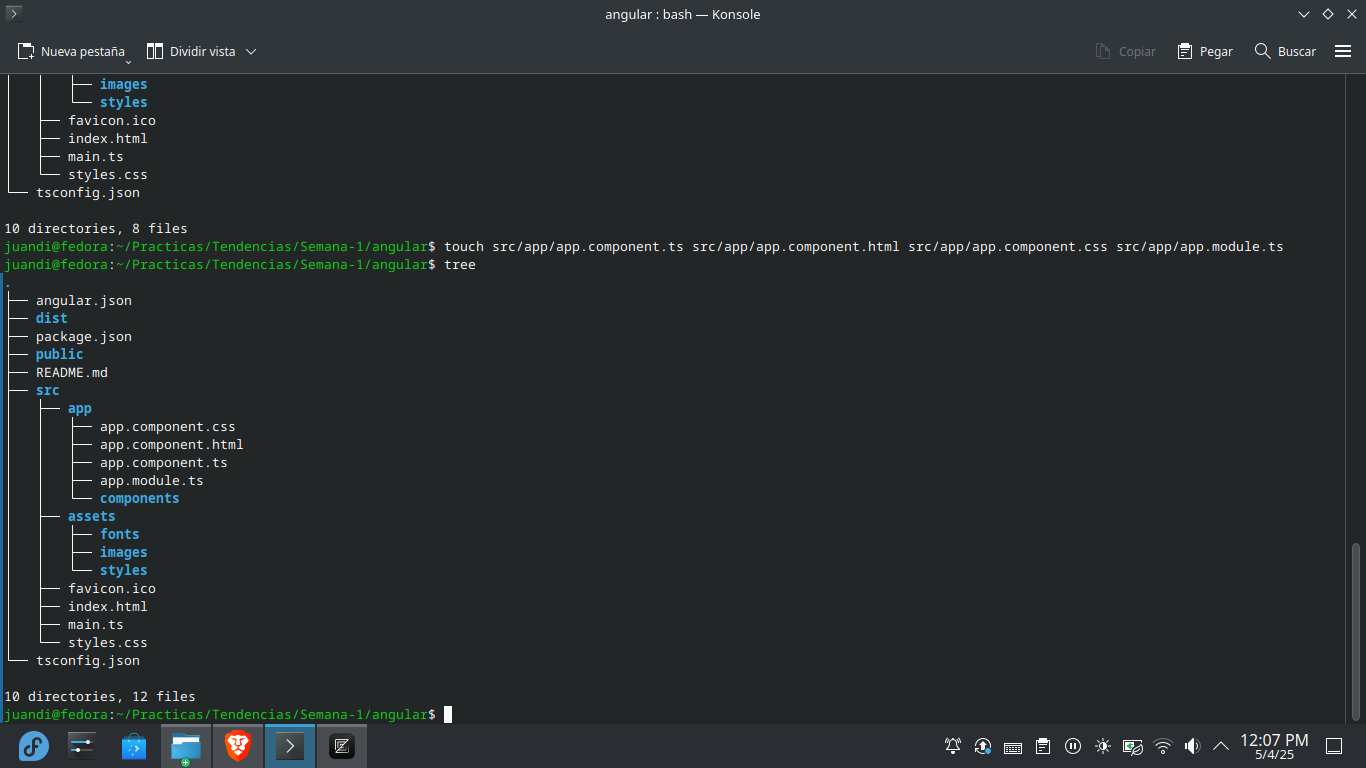 angular : bash — Konsole
Nueva pestaña
Dividir vista
Copiar
Pegar
Buscar
│   │   ├── images
│   │   └── styles
│   ├── favicon.ico
│   ├── index.html
│   ├── main.ts
│   └── styles.css
└── tsconfig.json
10 directories, 8 files
juandi@fedora:~/Practicas/Tendencias/Semana-1/angular$ touch src/app/app.component.ts src/app/app.component.html src/app/app.component.css src/app/app.module.ts
juandi@fedora:~/Practicas/Tendencias/Semana-1/angular$ tree
.
├── angular.json
├── dist
├── package.json
├── public
├── README.md
├── src
│   ├── app
│   │   ├── app.component.css
│   │   ├── app.component.html
│   │   ├── app.component.ts
│   │   ├── app.module.ts
│   │   └── components
│   ├── assets
│   │   ├── fonts
│   │   ├── images
│   │   └── styles
│   ├── favicon.ico
│   ├── index.html
│   ├── main.ts
│   └── styles.css
└── tsconfig.json
10 directories, 12 files
juandi@fedora:~/Practicas/Tendencias/Semana-1/angular$
12:07 PM
5/4/25